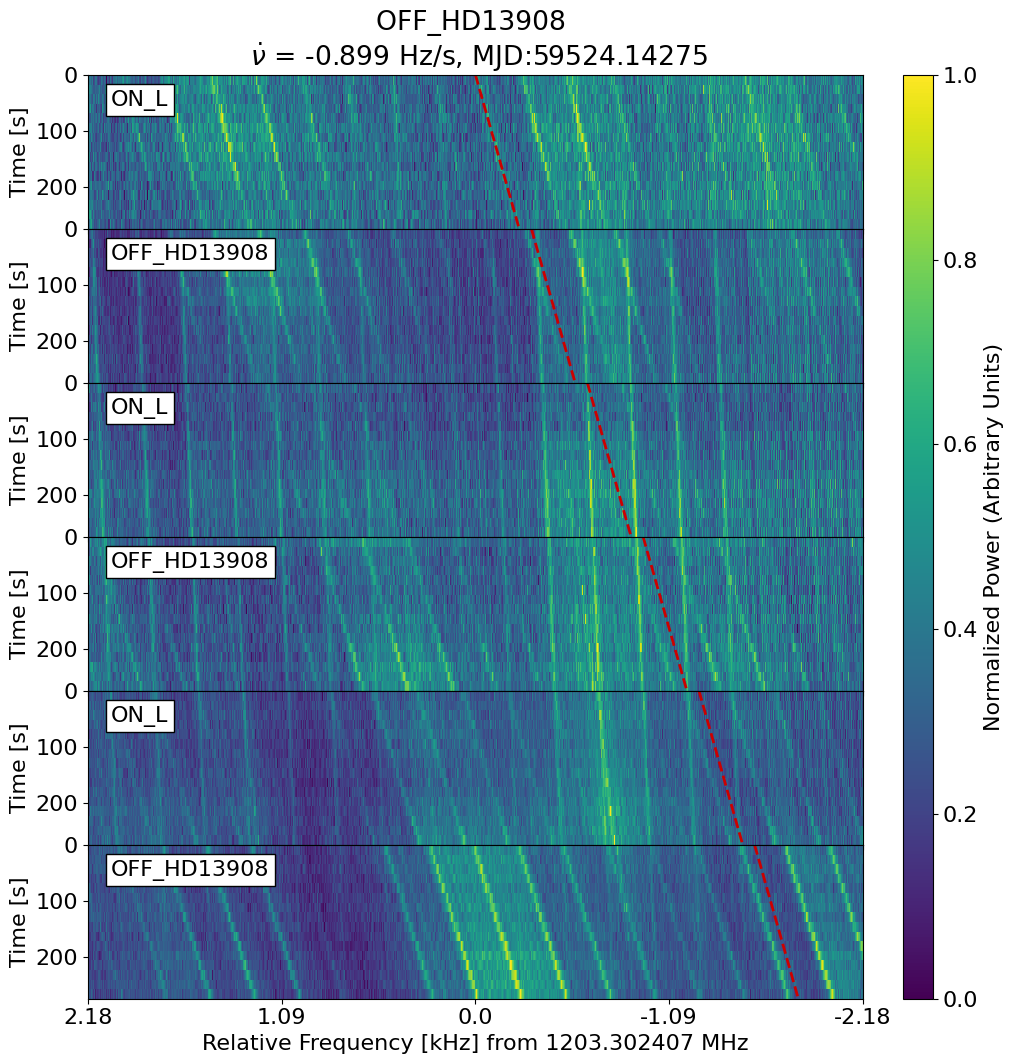 OFF_HD13908
ν̇ = -0.899 Hz/s, MJD:59524.14275
ON_L
0
100
200
Time [s]
OFF_HD13908
0
100
200
Time [s]
ON_L
0
100
200
Time [s]
OFF_HD13908
0
100
200
Time [s]
ON_L
0
100
200
Time [s]
OFF_HD13908
0
100
200
Time [s]
2.18 1.09 0.0 -1.09 -2.18
Relative Frequency [kHz] from 1203.302407 MHz
1.0
0.8
0.6
0.4
0.2
0.0
Normalized Power (Arbitrary Units)